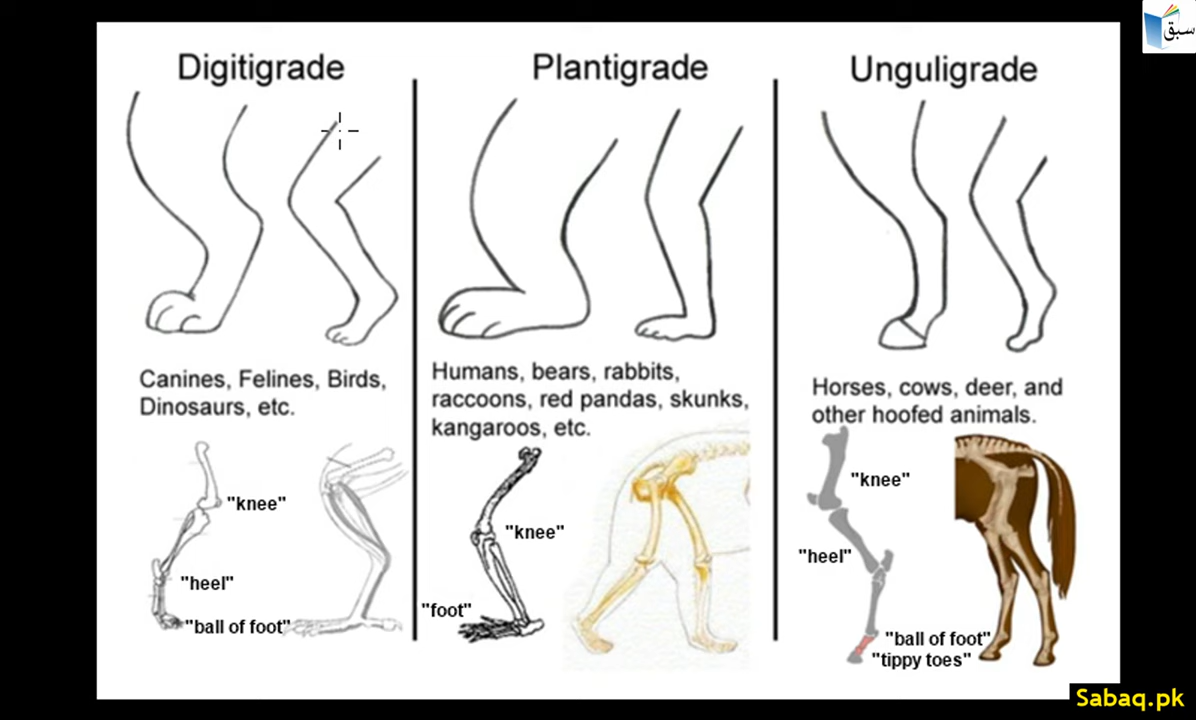 سبق
Digitigrade
Plantigrade
Unguligrade
Canines, Felines, Birds,
Dinosaurs, etc.
Humans, bears, rabbits,
raccoons, red pandas, skunks,
kangaroos, etc.
Horses, cows, deer, and
other hoofed animals.
"knee"
"heel"
"ball of foot"
"knee"
"foot"
"knee"
"heel"
"ball of foot"
"tippy toes"
Sabaq.pk